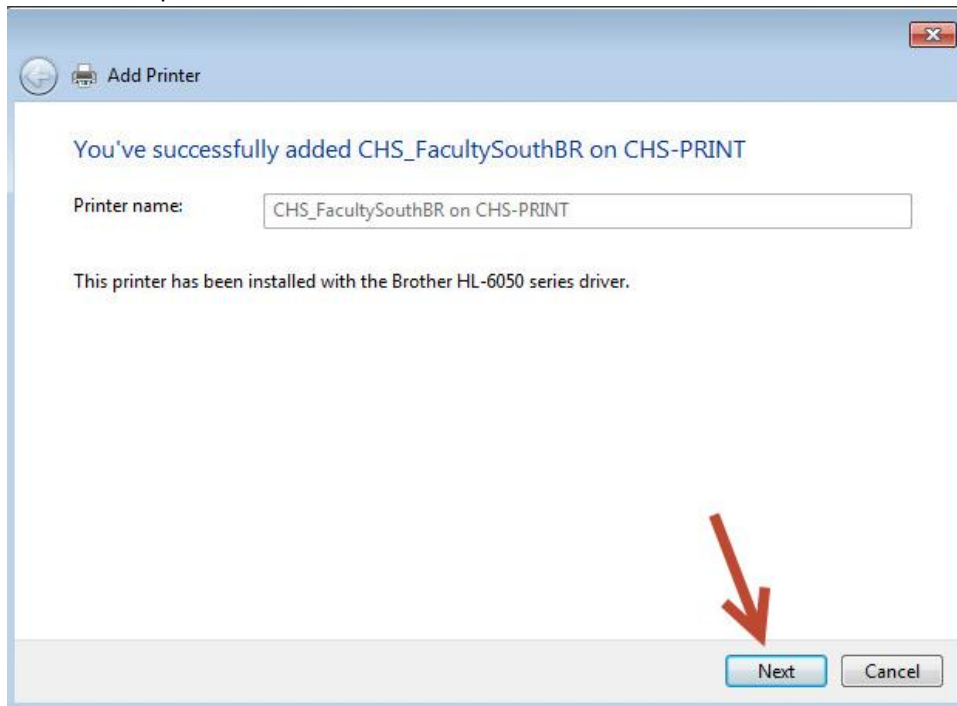 Add Printer
You've successfully added CHS_FacultySouthBR on CHS-PRINT
Printer name: CHS_FacultySouthBR on CHS-PRINT
This printer has been installed with the Brother HL-6050 series driver.
Next Cancel